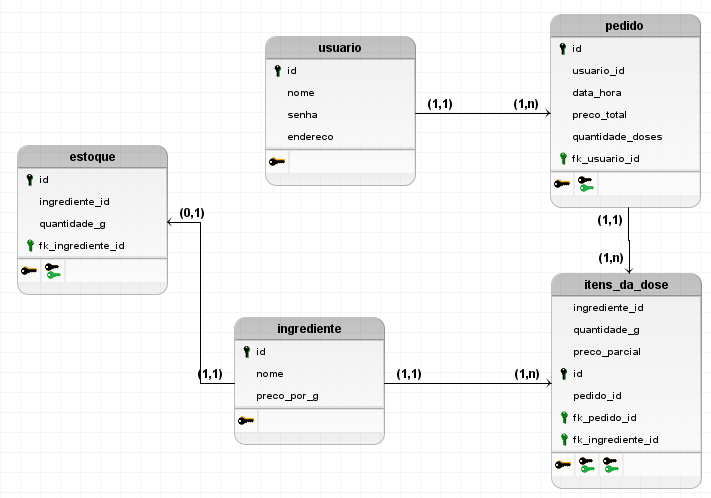 usuario
id
nome
senha
endereco
(1,1)
(1,n)
pedido
id
usuario_id
data_hora
preco_total
quantidade_doses
fk_usuario_id
estoque
id
ingrediente_id
quantidade_g
fk_ingrediente_id
(0,1)
(1,1)
(1,1)
(1,n)
ingrediente
id
nome
preco_por_g
(1,1)
(1,n)
itens_da_dose
ingrediente_id
quantidade_g
preco_parcial
id
pedido_id
fk_pedido_id
fk_ingrediente_id